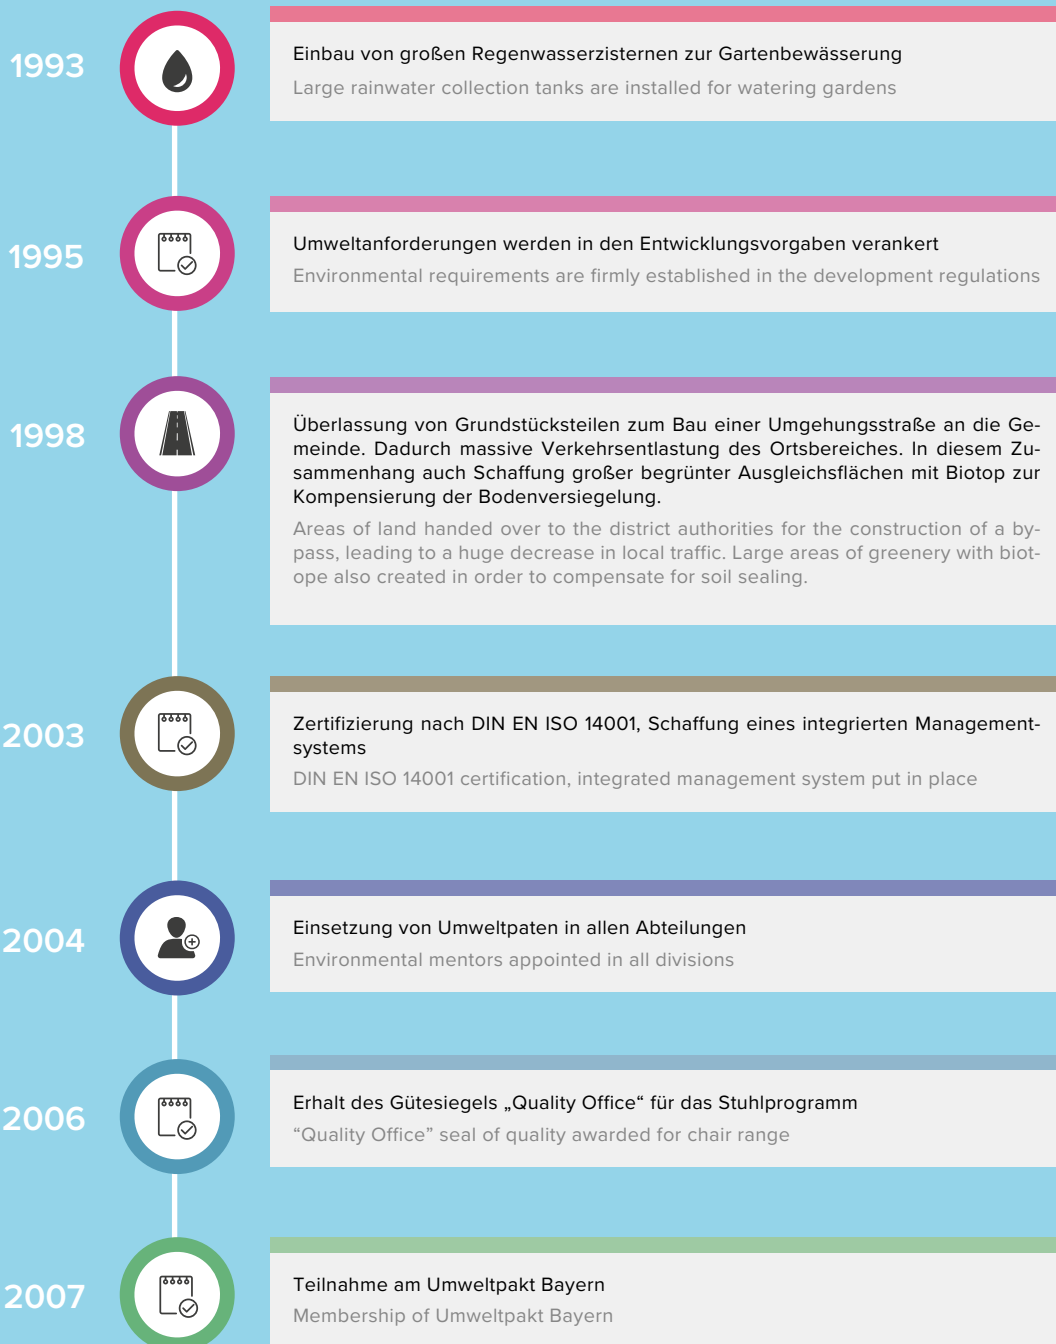 1993
Einbau von großen Regenwasserzisternen zur Gartenbewässerung
Large rainwater collection tanks are installed for watering gardens
1995
Umweltanforderungen werden in den Entwicklungsvorgaben verankert
Environmental requirements are firmly established in the development regulations
1998
Überlassung von Grundstücksteilen zum Bau einer Umgehungsstraße an die Ge-
meinde. Dadurch massive Verkehrsentlastung des Ortsbereiches. In diesem Zu-
sammenhang auch Schaffung großer begrünter Ausgleichsflächen mit Biotop zur
Kompensierung der Bodenversiegelung.
Areas of land handed over to the district authorities for the construction of a by-
pass, leading to a huge decrease in local traffic. Large areas of greenery with biot-
ope also created in order to compensate for soil sealing.
2003
Zertifizierung nach DIN EN ISO 14001, Schaffung eines integrierten Management-
systems
DIN EN ISO 14001 certification, integrated management system put in place
2004
Einsetzung von Umweltpaten in allen Abteilungen
Environmental mentors appointed in all divisions
2006
Erhalt des Gütesiegels „Quality Office“ für das Stuhlprogramm
“Quality Office” seal of quality awarded for chair range
2007
Teilnahme am Umweltpakt Bayern
Membership of Umweltpakt Bayern